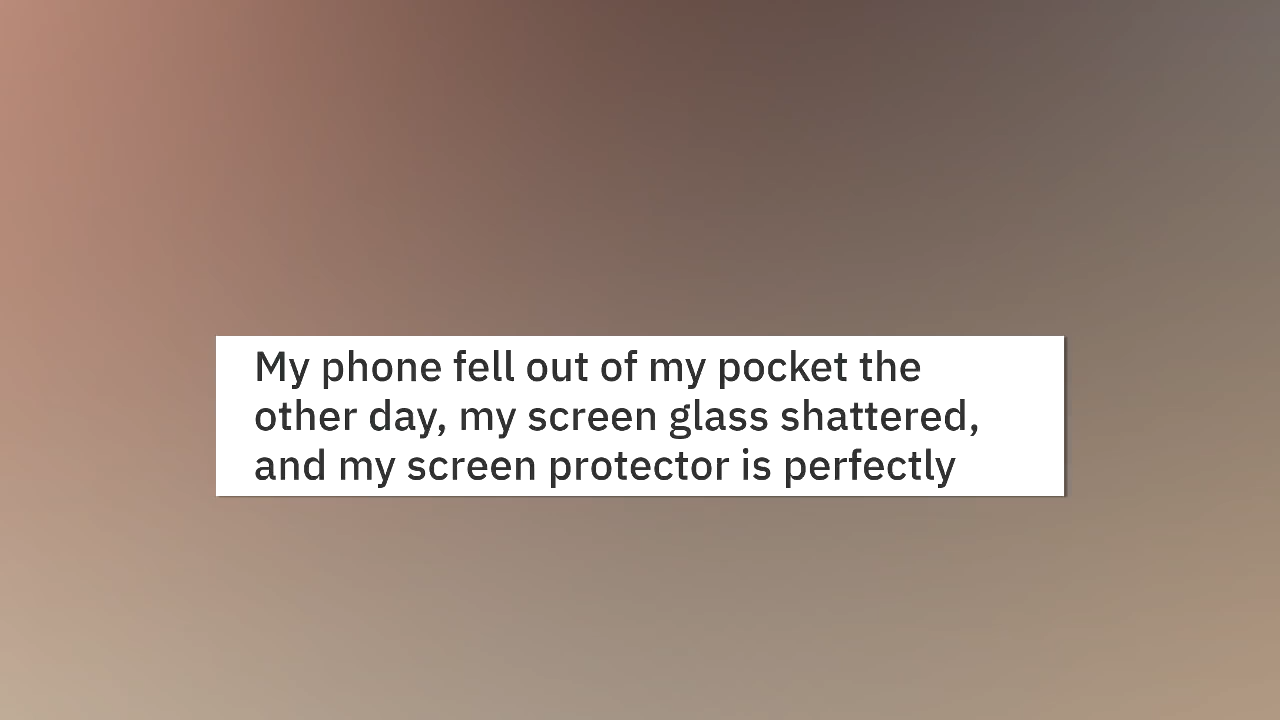 My phone fell out of my pocket the
other day, my screen glass shattered,
and my screen protector is perfectly